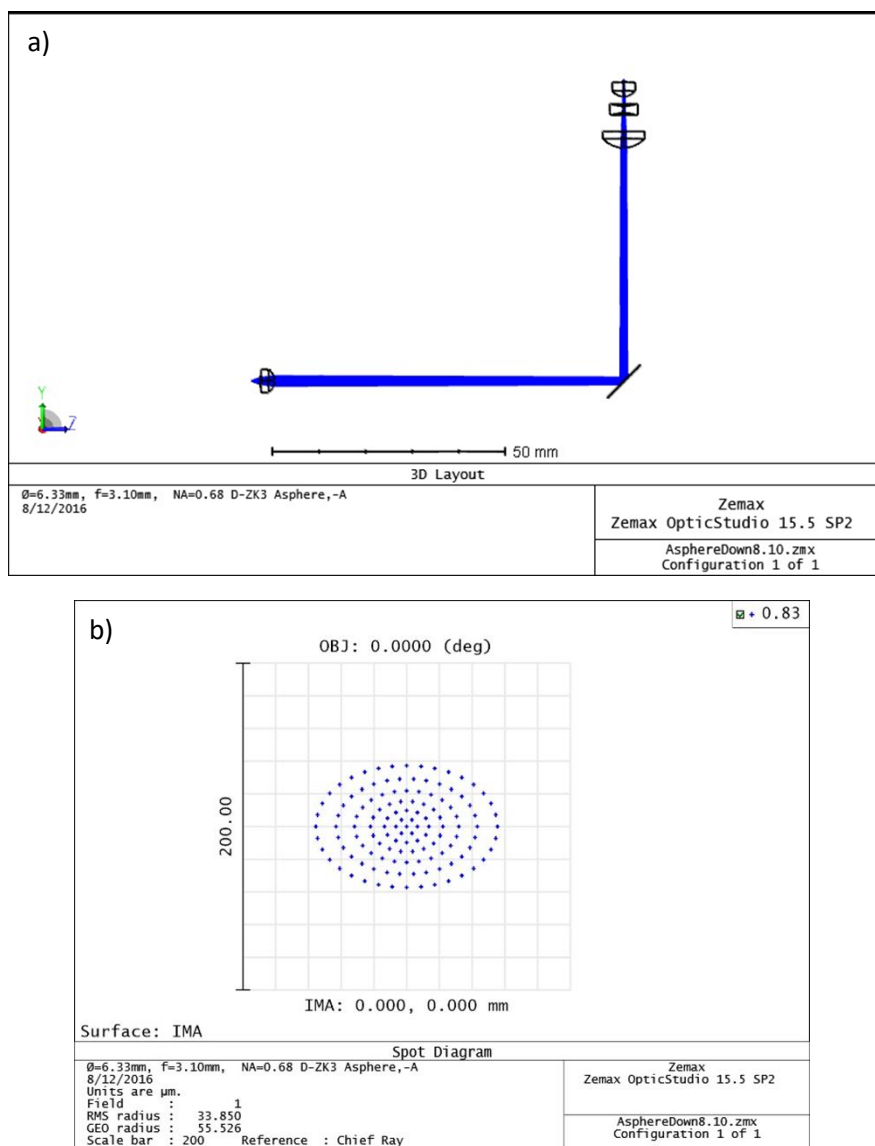 a)
Y
Z
50 mm
3D Layout
Ø=6.33mm, f=3.10mm, NA=0.68 D-ZK3 Asphere,-A
8/12/2016
Zemax
Zemax OpticStudio 15.5 SP2
AsphereDown8.10.zmx
Configuration 1 of 1
b)
+ 0.83
OBJ: 0.0000 (deg)
200.00
IMA: 0.000, 0.000 mm
Surface: IMA
Spot Diagram
Ø=6.33mm, f=3.10mm, NA=0.68 D-ZK3 Asphere,-A
8/12/2016
Units are µm.
Field : 1
RMS radius : 33.850
GEO radius : 55.526
Scale bar : 200 Reference : Chief Ray
Zemax
Zemax OpticStudio 15.5 SP2
AsphereDown8.10.zmx
Configuration 1 of 1